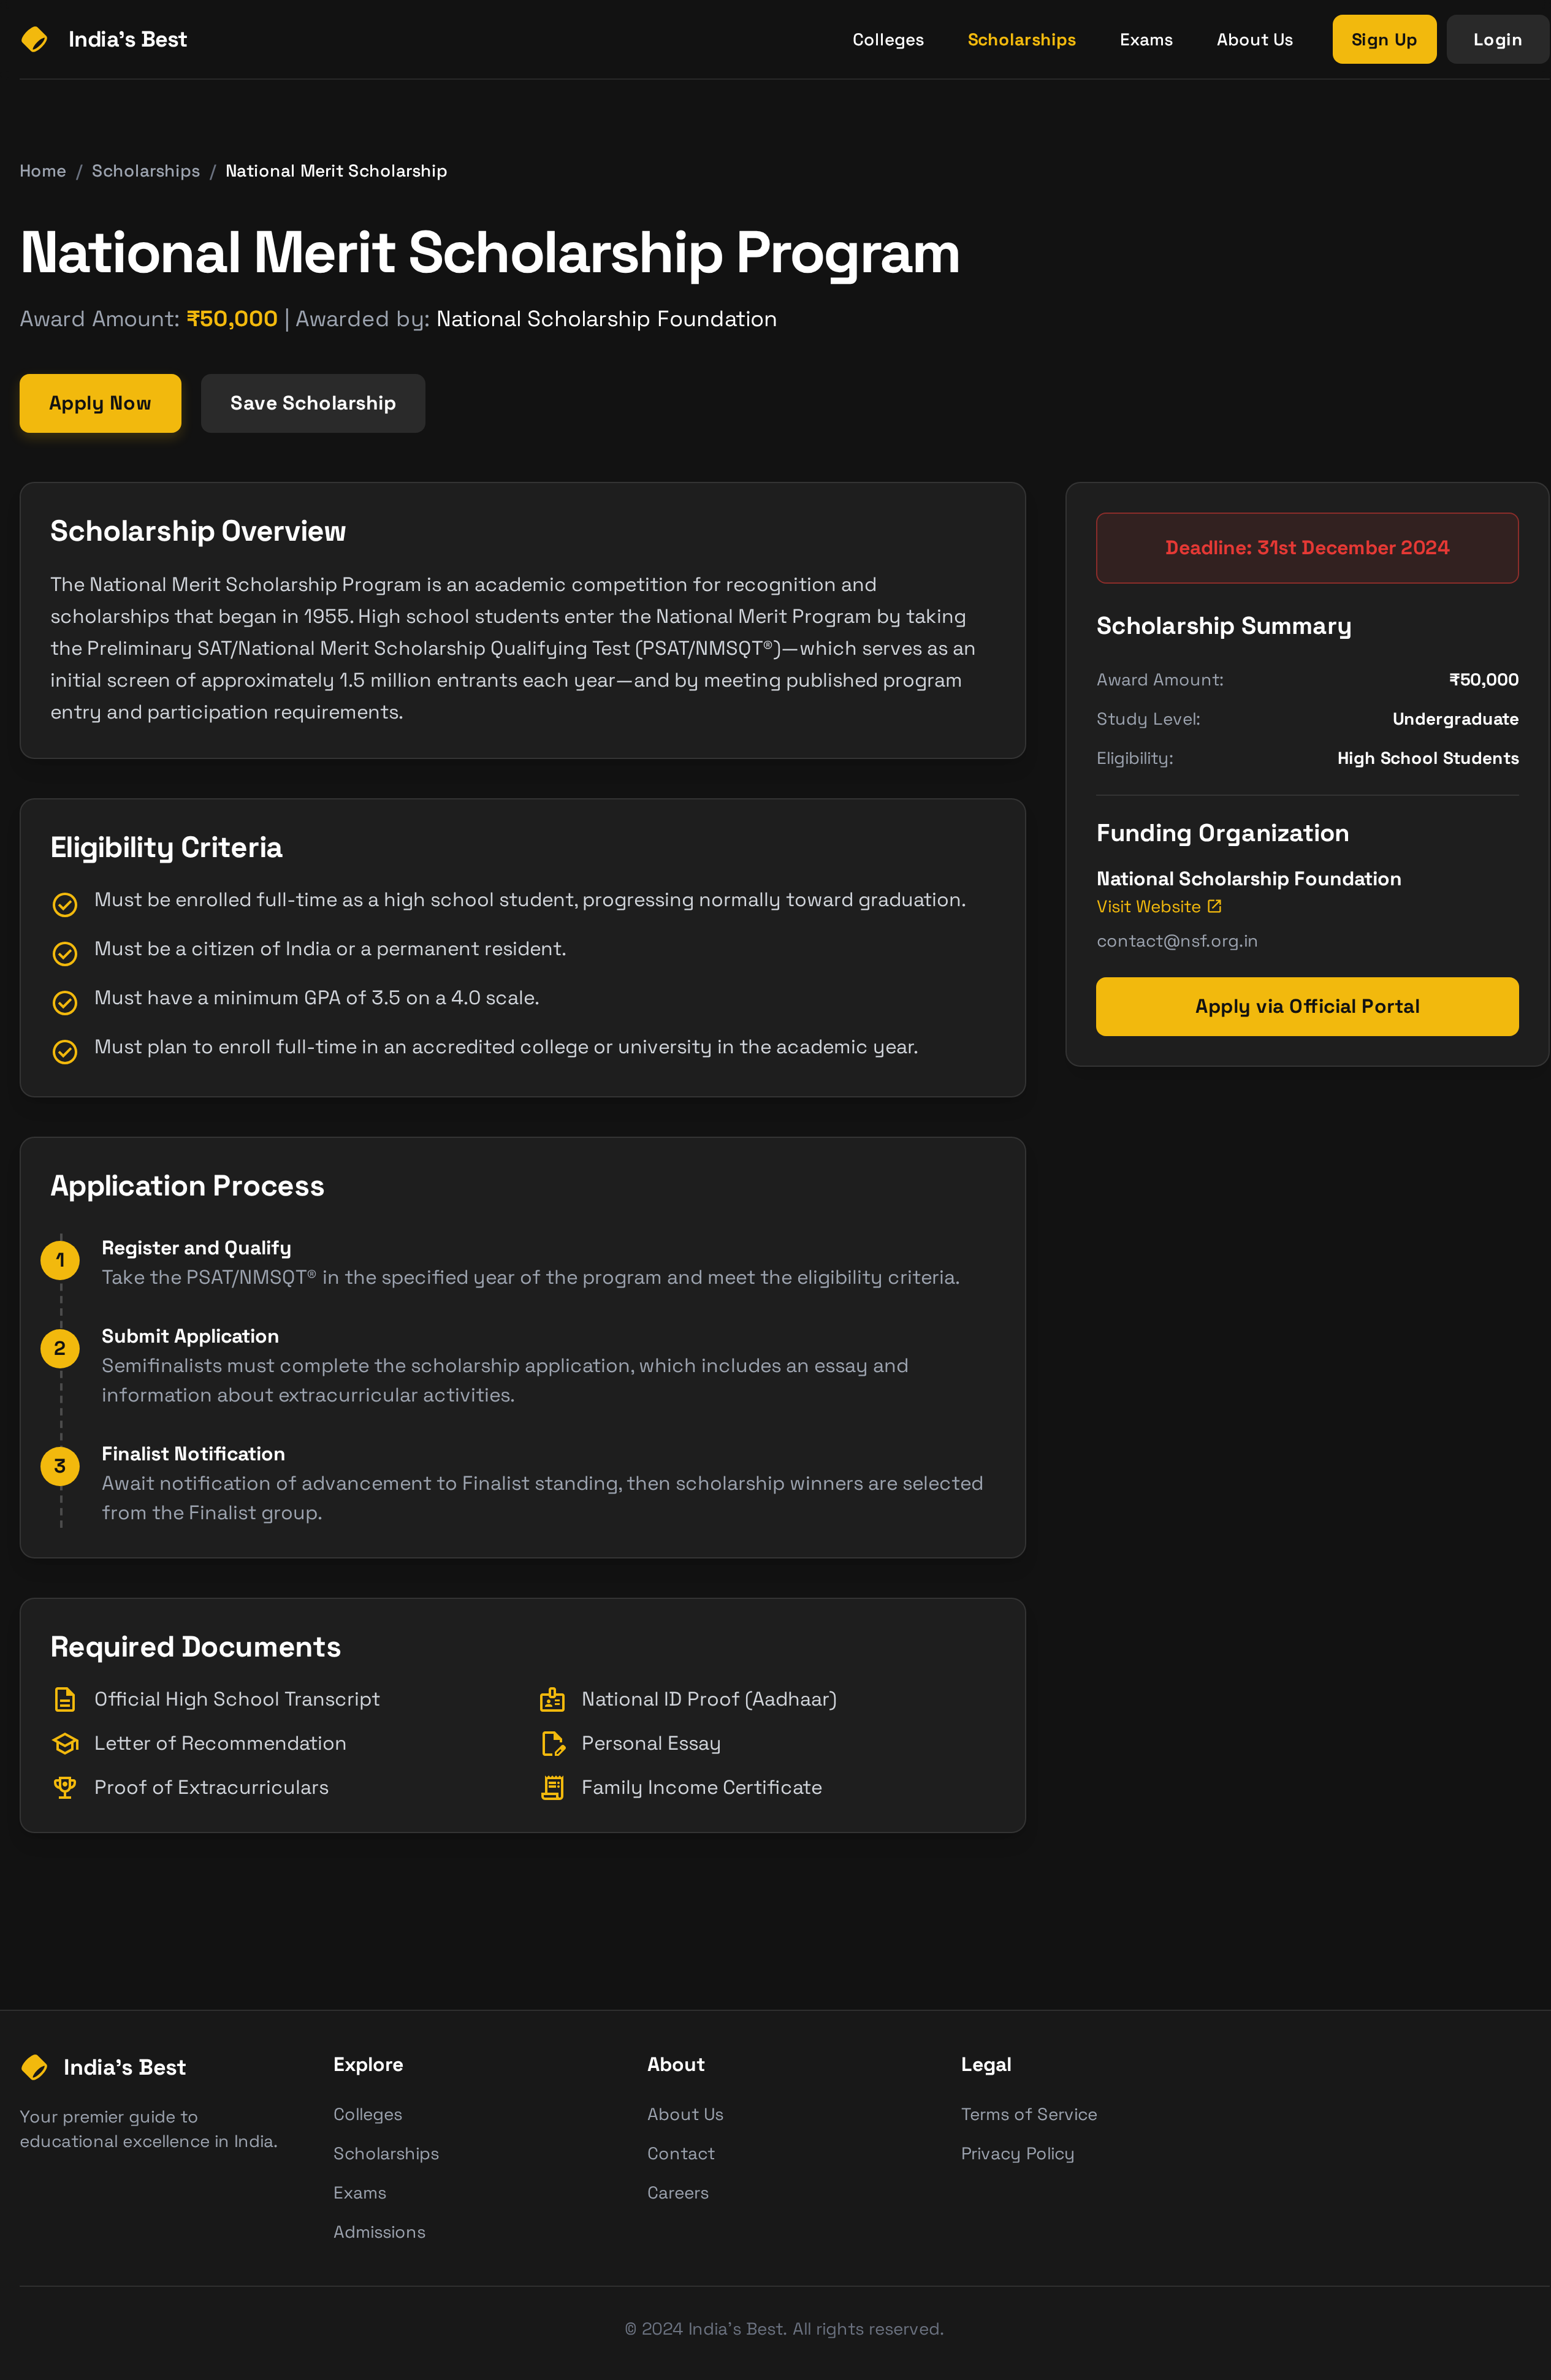 India's Best
Colleges
Scholarships
Exams
About Us
Sign Up
Login
Home / Scholarships / National Merit Scholarship
National Merit Scholarship Program
Award Amount: ₹50,000 | Awarded by: National Scholarship Foundation
Apply Now
Save Scholarship
Scholarship Overview
The National Merit Scholarship Program is an academic competition for recognition and
scholarships that began in 1955. High school students enter the National Merit Program by taking
the Preliminary SAT/National Merit Scholarship Qualifying Test (PSAT/NMSQT®)—which serves as an
initial screen of approximately 1.5 million entrants each year—and by meeting published program
entry and participation requirements.
Eligibility Criteria
Must be enrolled full-time as a high school student, progressing normally toward graduation.
Must be a citizen of India or a permanent resident.
Must have a minimum GPA of 3.5 on a 4.0 scale.
Must plan to enroll full-time in an accredited college or university in the academic year.
Application Process
1
Register and Qualify
Take the PSAT/NMSQT® in the specified year of the program and meet the eligibility criteria.
2
Submit Application
Semifinalists must complete the scholarship application, which includes an essay and
information about extracurricular activities.
3
Finalist Notification
Await notification of advancement to Finalist standing, then scholarship winners are selected
from the Finalist group.
Required Documents
Official High School Transcript
National ID Proof (Aadhaar)
Letter of Recommendation
Personal Essay
Proof of Extracurriculars
Family Income Certificate
Deadline: 31st December 2024
Scholarship Summary
Award Amount: ₹50,000
Study Level: Undergraduate
Eligibility: High School Students
Funding Organization
National Scholarship Foundation
Visit Website
contact@nsf.org.in
Apply via Official Portal
India's Best
Your premier guide to
educational excellence in India.
Explore
Colleges
Scholarships
Exams
Admissions
About
About Us
Contact
Careers
Legal
Terms of Service
Privacy Policy
© 2024 India's Best. All rights reserved.